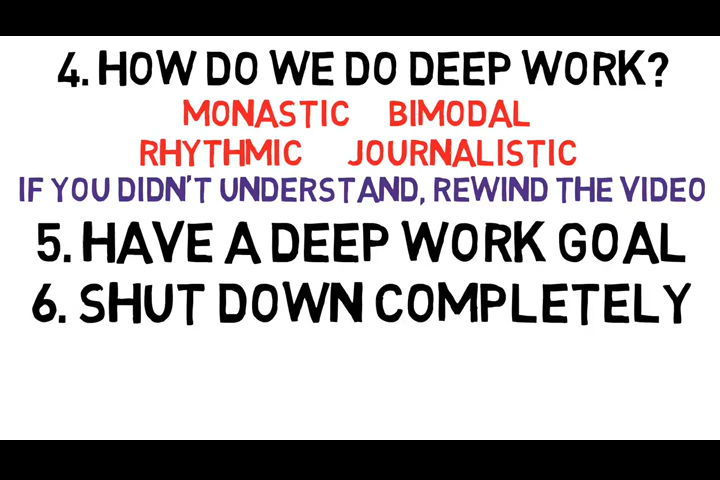 4. HOW DO WE DO DEEP WORK?
MONASTIC BIMODAL
RHYTHMIC JOURNALISTIC
IF YOU DIDN'T UNDERSTAND, REWIND THE VIDEO
5. HAVE A DEEP WORK GOAL
6. SHUT DOWN COMPLETELY